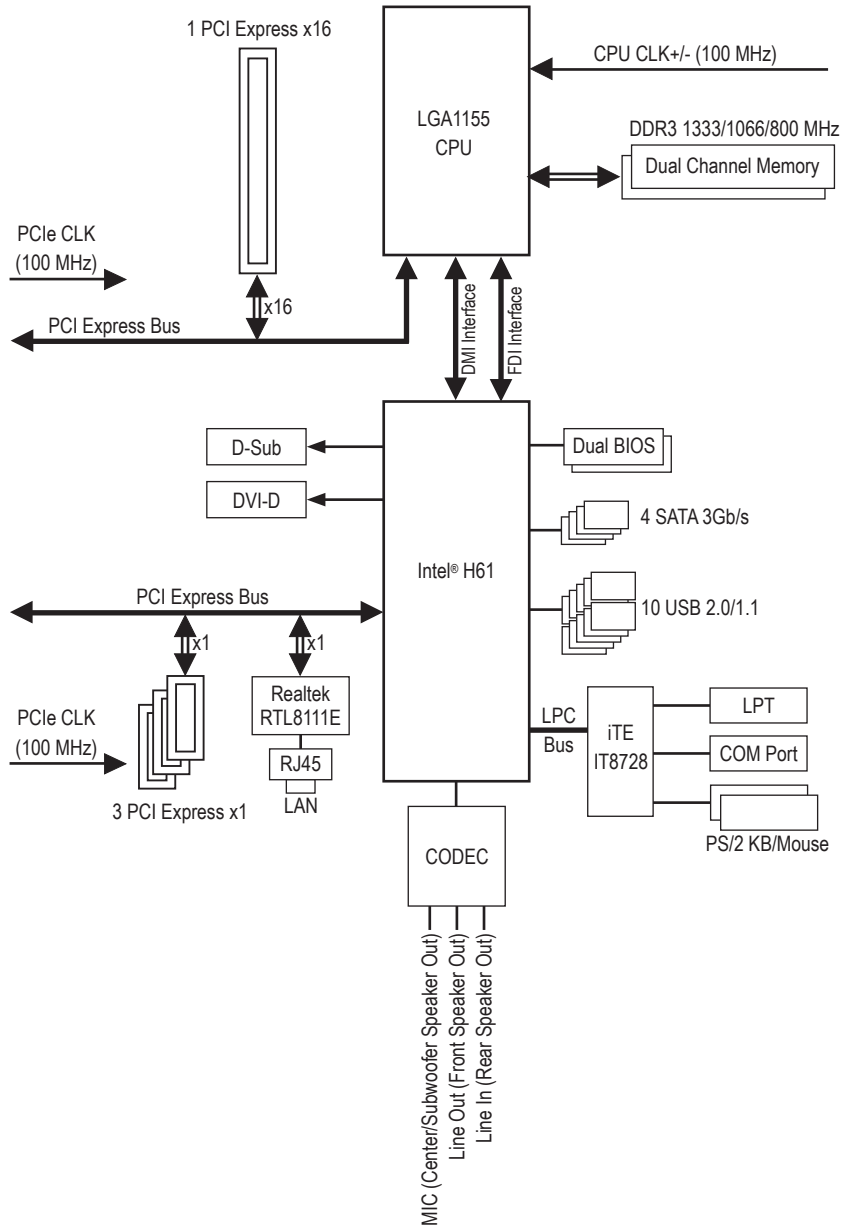 1 PCI Express x16
CPU CLK+/- (100 MHz)
LGA1155
CPU
DDR3 1333/1066/800 MHz
Dual Channel Memory
PCIe CLK
(100 MHz)
x16
PCI Express Bus
DMI Interface
FDI Interface
D-Sub
Dual BIOS
DVI-D
4 SATA 3Gb/s
Intel® H61
PCI Express Bus
10 USB 2.0/1.1
x1
x1
Realtek
RTL8111E
PCIe CLK
(100 MHz)
RJ45
LAN
3 PCI Express x1
LPC
Bus
iTE
IT8728
LPT
COM Port
PS/2 KB/Mouse
CODEC
MIC (Center/Subwoofer Speaker Out)
Line Out (Front Speaker Out)
Line In (Rear Speaker Out)